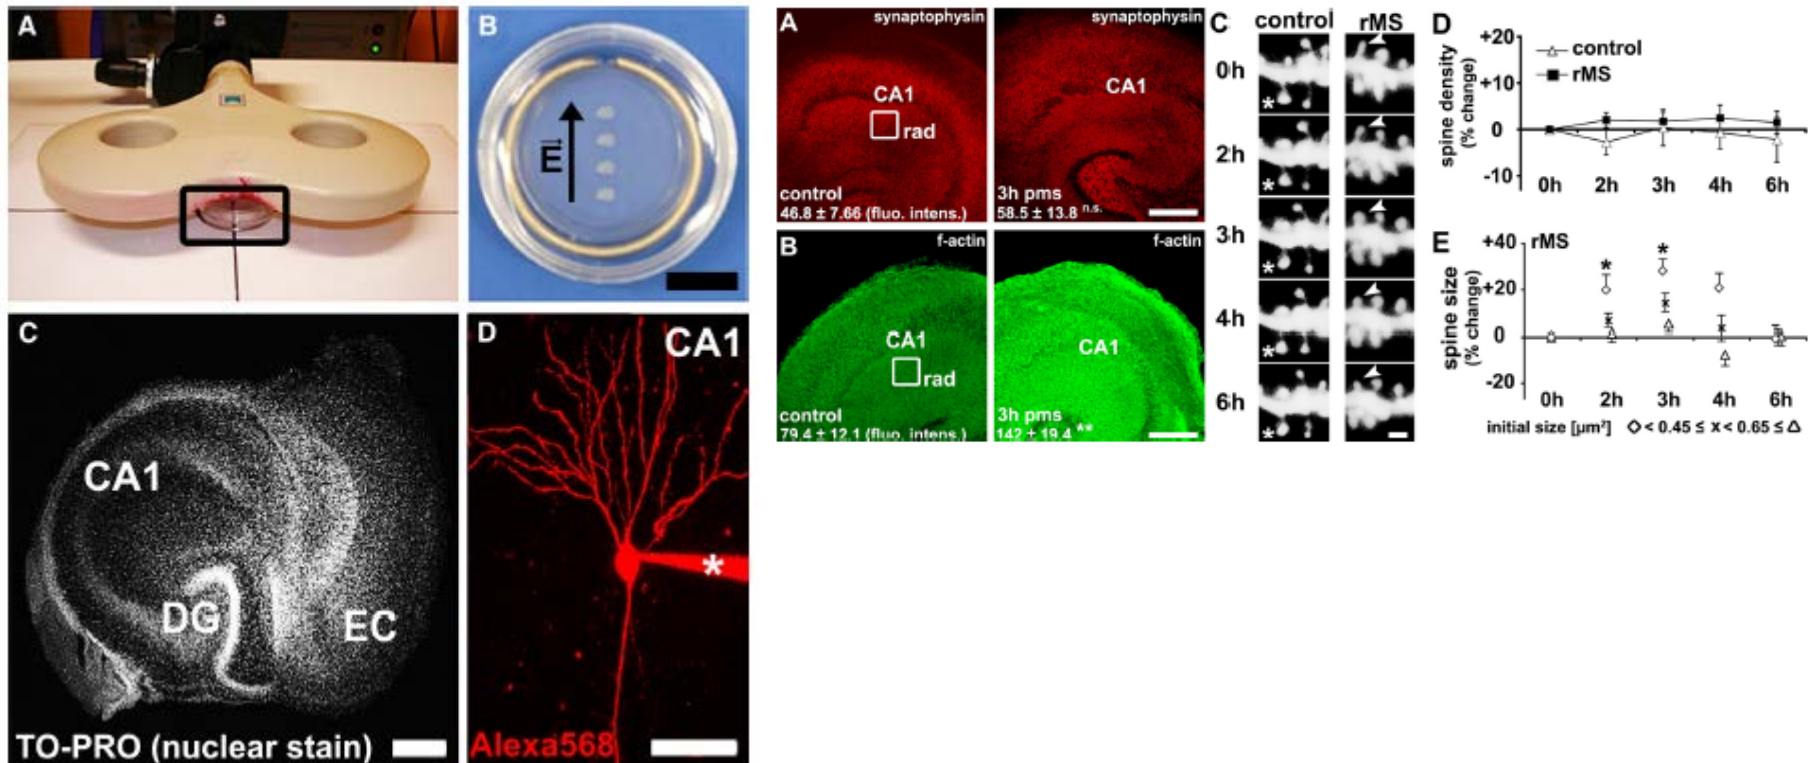 A
B
E
C
CA1
DG
EC
TO-PRO (nuclear stain)
D
CA1
*
Alexa568
A
synaptophysin
CA1
rad
control
46.8 ± 7.66 (fluo. intens.)
synaptophysin
CA1
3h pms
58.5 ± 13.8 n.s.
B
f-actin
CA1
rad
control
79.4 ± 12.1 (fluo. intens.)
f-actin
CA1
3h pms
142 ± 19.4 **
C
control rMS
0h
*
2h
*
3h
*
4h
*
6h
*
D
spine density
(% change)
+20
+10
0
-10
control
rMS
0h 2h 3h 4h 6h
E
rMS
spine size
(% change)
+40
+20
0
-20
* *
0h 2h 3h 4h 6h
initial size [µm²] ◇ < 0.45 ≤ x < 0.65 ≤ △